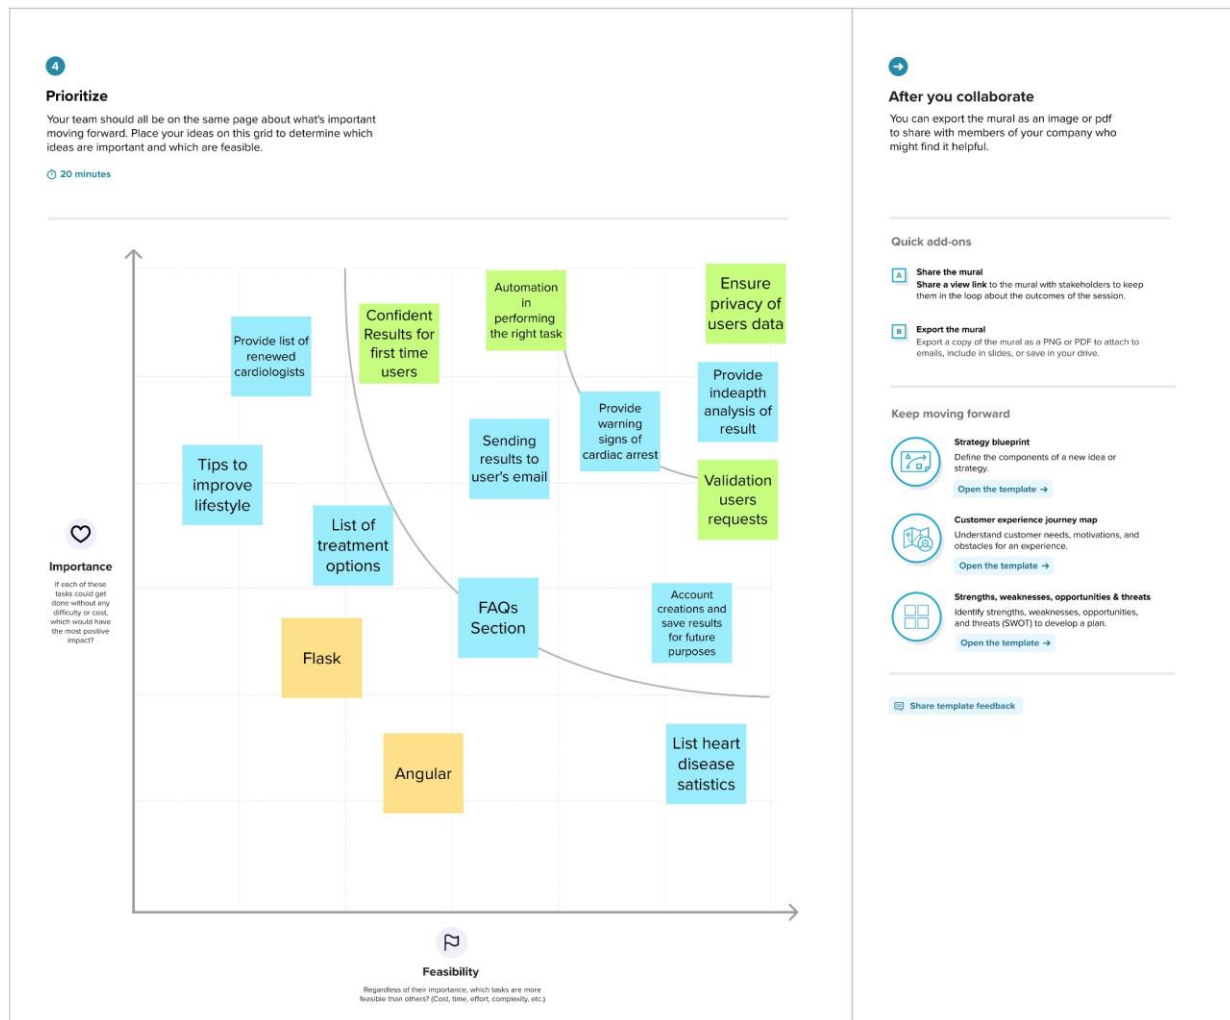 4
Prioritize
Your team should all be on the same page about what's important
moving forward. Place your ideas on this grid to determine which
ideas are important and which are feasible.
20 minutes
Importance
If each of these
tasks could get
done without any
difficulty or cost,
which would have
the most positive
impact?
Provide list of
renewed
cardiologists
Confident
Results for
first time
users
Automation
in
performing
the right task
Ensure
privacy of
users data
Provide
indeapth
analysis of
result
Provide
warning
signs of
cardiac arrest
Sending
results to
user's email
Tips to
improve
lifestyle
Validation
users
requests
List of
treatment
options
FAQs
Section
Account
creations and
save results
for future
purposes
Flask
Angular
List heart
disease
satistics
Feasibility
Regardless of their importance, which tasks are more
feasible than others? (Cost, time, effort, complexity, etc.)
After you collaborate
You can export the mural as an image or pdf
to share with members of your company who
might find it helpful.
Quick add-ons
A
Share the mural
Share a view link to the mural with stakeholders to keep
them in the loop about the outcomes of the session.
B
Export the mural
Export a copy of the mural as a PNG or PDF to attach to
emails, include in slides, or save in your drive.
Keep moving forward
Strategy blueprint
Define the components of a new idea or
strategy.
Open the template →
Customer experience journey map
Understand customer needs, motivations, and
obstacles for an experience.
Open the template →
Strengths, weaknesses, opportunities & threats
Identify strengths, weaknesses, opportunities,
and threats (SWOT) to develop a plan.
Open the template →
Share template feedback